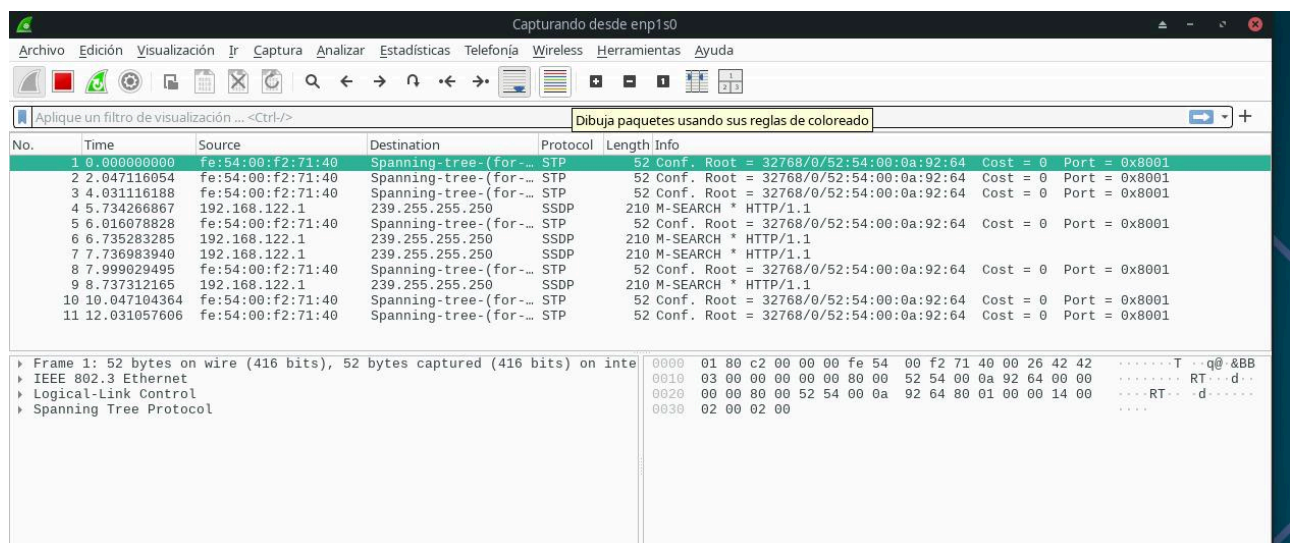 Capturando desde enp1s0
Archivo Edición Visualización Ir Captura Analizar Estadísticas Telefonía Wireless Herramientas Ayuda
Aplique un filtro de visualización ... <Ctrl-/>
Dibuja paquetes usando sus reglas de coloreado
No. Time Source Destination Protocol Length Info
1 0.000000000 fe:54:00:f2:71:40 Spanning-tree-(for-… STP 52 Conf. Root = 32768/0/52:54:00:0a:92:64 Cost = 0 Port = 0x8001
2 2.047116054 fe:54:00:f2:71:40 Spanning-tree-(for-… STP 52 Conf. Root = 32768/0/52:54:00:0a:92:64 Cost = 0 Port = 0x8001
3 4.031116188 fe:54:00:f2:71:40 Spanning-tree-(for-… STP 52 Conf. Root = 32768/0/52:54:00:0a:92:64 Cost = 0 Port = 0x8001
4 5.734266867 192.168.122.1 239.255.255.250 SSDP 210 M-SEARCH * HTTP/1.1
5 6.016078828 fe:54:00:f2:71:40 Spanning-tree-(for-… STP 52 Conf. Root = 32768/0/52:54:00:0a:92:64 Cost = 0 Port = 0x8001
6 6.735283285 192.168.122.1 239.255.255.250 SSDP 210 M-SEARCH * HTTP/1.1
7 7.736983940 192.168.122.1 239.255.255.250 SSDP 210 M-SEARCH * HTTP/1.1
8 7.999029495 fe:54:00:f2:71:40 Spanning-tree-(for-… STP 52 Conf. Root = 32768/0/52:54:00:0a:92:64 Cost = 0 Port = 0x8001
9 8.737312165 192.168.122.1 239.255.255.250 SSDP 210 M-SEARCH * HTTP/1.1
10 10.047104364 fe:54:00:f2:71:40 Spanning-tree-(for-… STP 52 Conf. Root = 32768/0/52:54:00:0a:92:64 Cost = 0 Port = 0x8001
11 12.031057606 fe:54:00:f2:71:40 Spanning-tree-(for-… STP 52 Conf. Root = 32768/0/52:54:00:0a:92:64 Cost = 0 Port = 0x8001
Frame 1: 52 bytes on wire (416 bits), 52 bytes captured (416 bits) on inte
IEEE 802.3 Ethernet
Logical-Link Control
Spanning Tree Protocol
0000 01 80 c2 00 00 00 fe 54 00 f2 71 40 00 26 42 42 ·······T ··q@·&BB
0010 03 00 00 00 00 00 80 00 52 54 00 0a 92 64 00 00 ········ RT···d··
0020 00 00 80 00 52 54 00 0a 92 64 80 01 00 00 14 00 ····RT·· ·d······
0030 02 00 02 00 ····